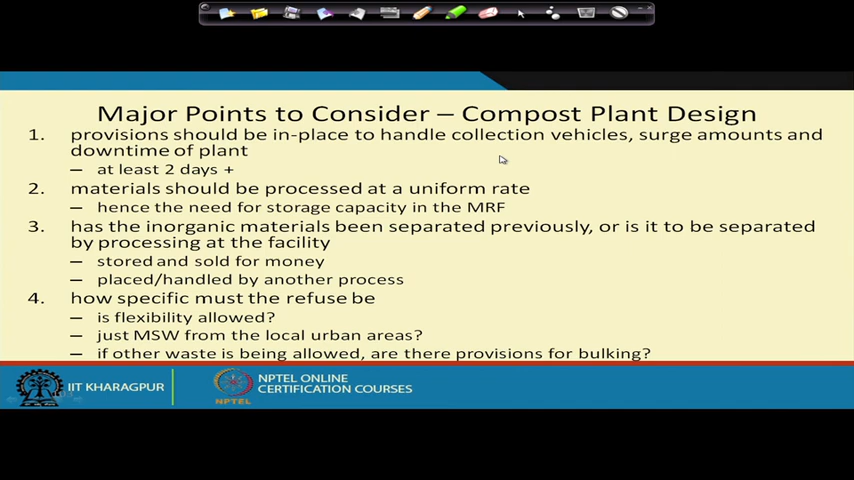 Major Points to Consider – Compost Plant Design
1. provisions should be in-place to handle collection vehicles, surge amounts and
downtime of plant
– at least 2 days +
2. materials should be processed at a uniform rate
– hence the need for storage capacity in the MRF
3. has the inorganic materials been separated previously, or is it to be separated
by processing at the facility
– stored and sold for money
– placed/handled by another process
4. how specific must the refuse be
– is flexibility allowed?
– just MSW from the local urban areas?
– if other waste is being allowed, are there provisions for bulking?
IIT KHARAGPUR
NPTEL
NPTEL ONLINE
CERTIFICATION COURSES